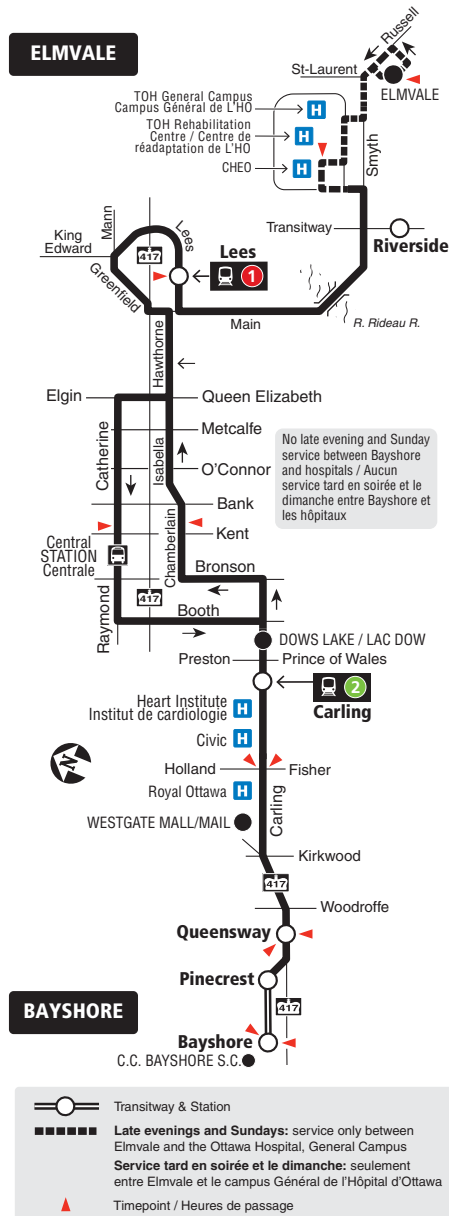 ELMVALE
Russell
St-Laurent
ELMVALE
TOH General Campus
Campus Général de L'HO
H
TOH Rehabilitation
Centre / Centre de
réadaptation de L'HO
H
CHEO
H
Smyth
Transitway
Riverside
Mann
King
Edward
Lees
417
Greenfield
Lees
1
Main
R. Rideau R.
Hawthorne
Elgin
Queen Elizabeth
Catherine
Metcalfe
Isabella
O'Connor
No late evening and Sunday
service between Bayshore
and hospitals / Aucun
service tard en soirée et le
dimanche entre Bayshore et
les hôpitaux
Bank
Kent
Chamberlain
Central
STATION
Centrale
Bronson
417
Raymond
Booth
DOWS LAKE / LAC DOW
Preston
Prince of Wales
2
Carling
Heart Institute
Institut de cardiologie
H
Civic
H
N
Holland
Fisher
Royal Ottawa
H
Carling
WESTGATE MALL/MAIL
Kirkwood
417
Woodroffe
Queensway
Pinecrest
417
BAYSHORE
Bayshore
C.C. BAYSHORE S.C.
Transitway & Station
Late evenings and Sundays: service only between
Elmvale and the Ottawa Hospital, General Campus
Service tard en soirée et le dimanche: seulement
entre Elmvale et le campus Général de l'Hôpital d'Ottawa
Timepoint / Heures de passage